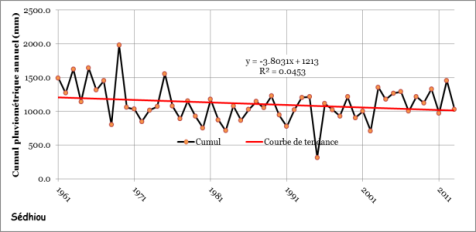 2500.0
2000.0
1500.0
1000.0
500.0
0.0
Cumul pluviométrique annuel (mm)
y = -3.8031x + 1213
R² = 0.0453
Cumul
Courbe de tendance
1961
1971
1981
1991
2001
2011
Sédhiou